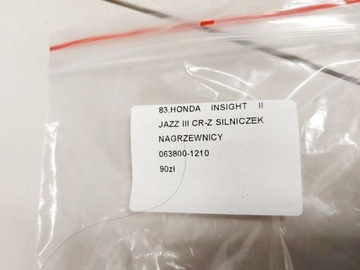 83.HONDA INSIGHT II
JAZZ III CR-Z SILNICZEK
NAGRZEWNICY
063800-1210
90zł